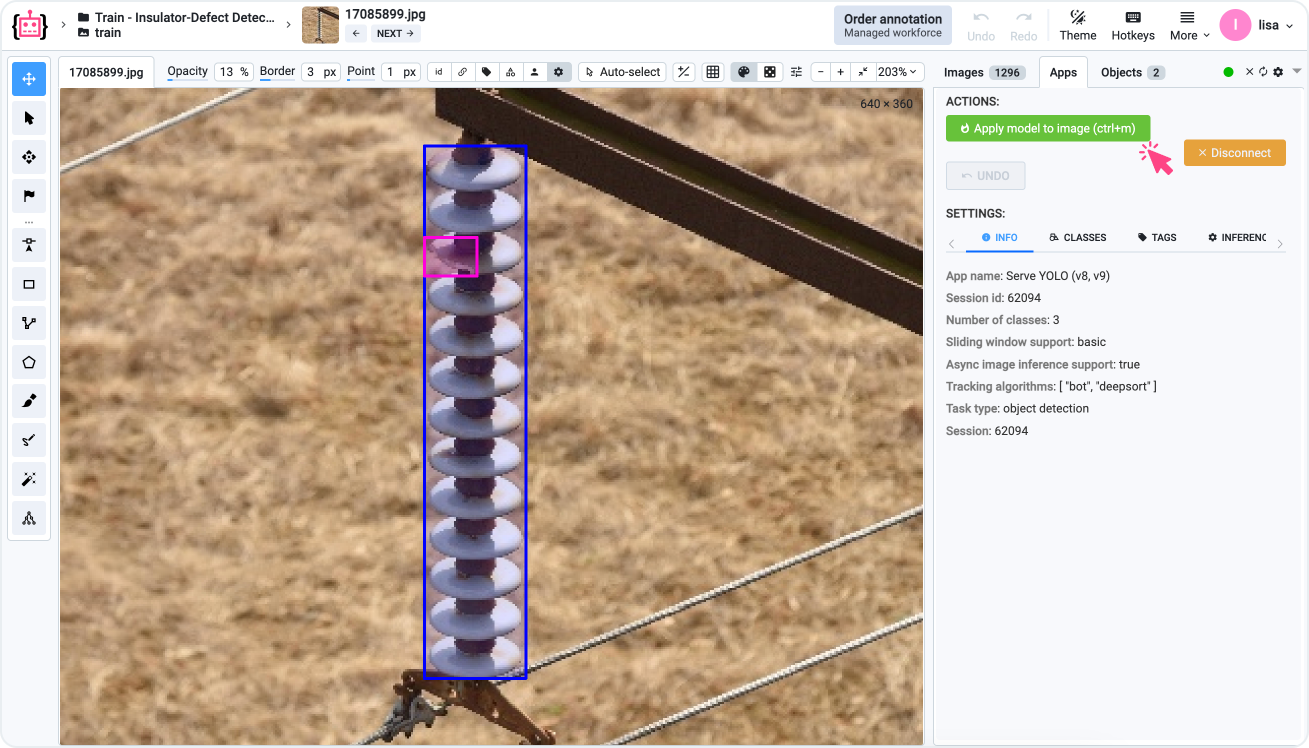 Train - Insulator-Defect Detec...
train
17085899.jpg
NEXT
Order annotation
Managed workforce
Undo
Redo
Theme
Hotkeys
More
I
lisa
17085899.jpg
Opacity 13 % Border 3 px Point 1 px
id
Auto-select
203%
Images 1296
Apps
Objects 2
640 × 360
ACTIONS:
Apply model to image (ctrl+m)
Disconnect
UNDO
SETTINGS:
INFO CLASSES TAGS INFERENC
App name: Serve YOLO (v8, v9)
Session id: 62094
Number of classes: 3
Sliding window support: basic
Async image inference support: true
Tracking algorithms: [ "bot", "deepsort" ]
Task type: object detection
Session: 62094